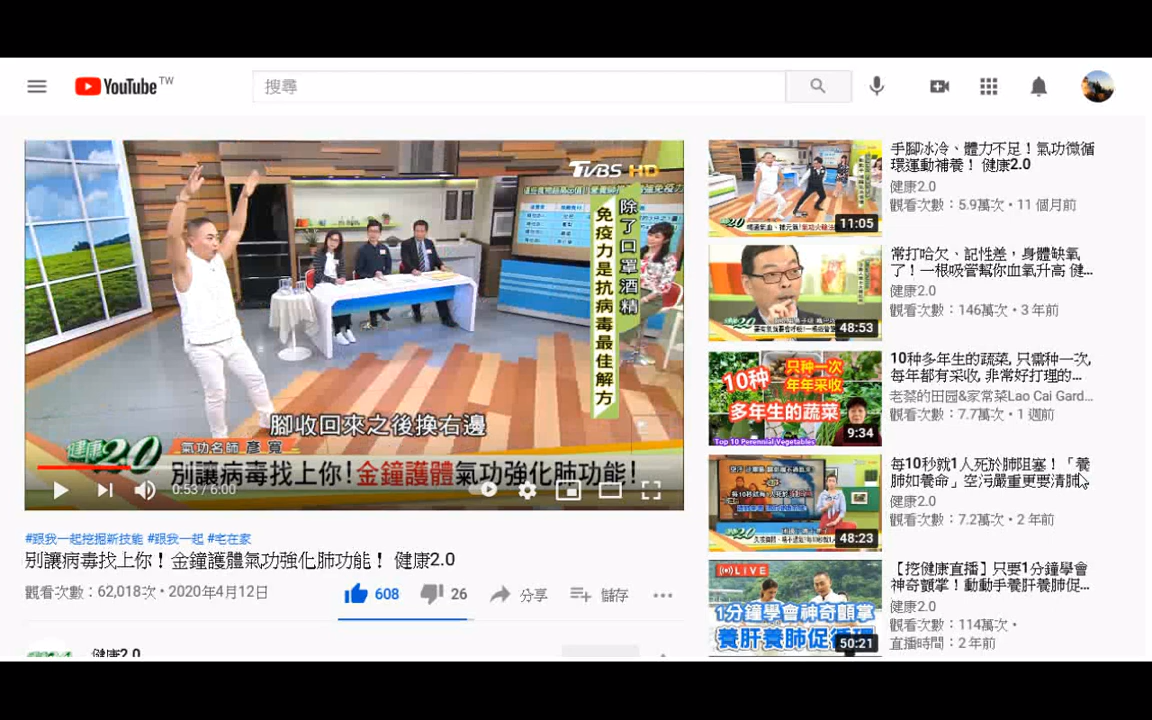 YouTube TW
搜尋
TVBS HD
除了口罩酒精
免疫力是抗病毒最佳解方
腳收回來之後換右邊
健康2.0
氣功名師 彥寬
別讓病毒找上你!金鐘護體氣功強化肺功能!
0:53 / 6:00
#跟我一起挖掘新技能 #跟我一起 #宅在家
別讓病毒找上你!金鐘護體氣功強化肺功能! 健康2.0
觀看次數:62,018次・2020年4月12日
608
26
分享
儲存
健康2.0
手腳冰冷、體力不足!氣功微循
環運動補養! 健康2.0
健康2.0
觀看次數:5.9萬次・11 個月前
11:05
常打哈欠、記性差,身體缺氧
了!一根吸管幫你血氧升高 健...
健康2.0
觀看次數:146萬次・3 年前
48:53
10种多年生的蔬菜, 只需种一次,
每年都有采收, 非常好打理的...
老蔡的田园&家常菜Lao Cai Gard...
觀看次數:7.7萬次・1 週前
10种
只种一次
年年采收
多年生的蔬菜
Top 10 Perennial Vegetables
9:34
每10秒就1人死於肺阻塞!「養
肺如養命」空污嚴重更要清肺
健康2.0
觀看次數:7.2萬次・2 年前
48:23
【挖健康直播】只要1分鐘學會
神奇顫掌!動動手養肝養肺促...
健康2.0
觀看次數:114萬次・
直播時間:2 年前
LIVE
1分鐘學會神奇顫掌
養肝養肺促循環
50:21